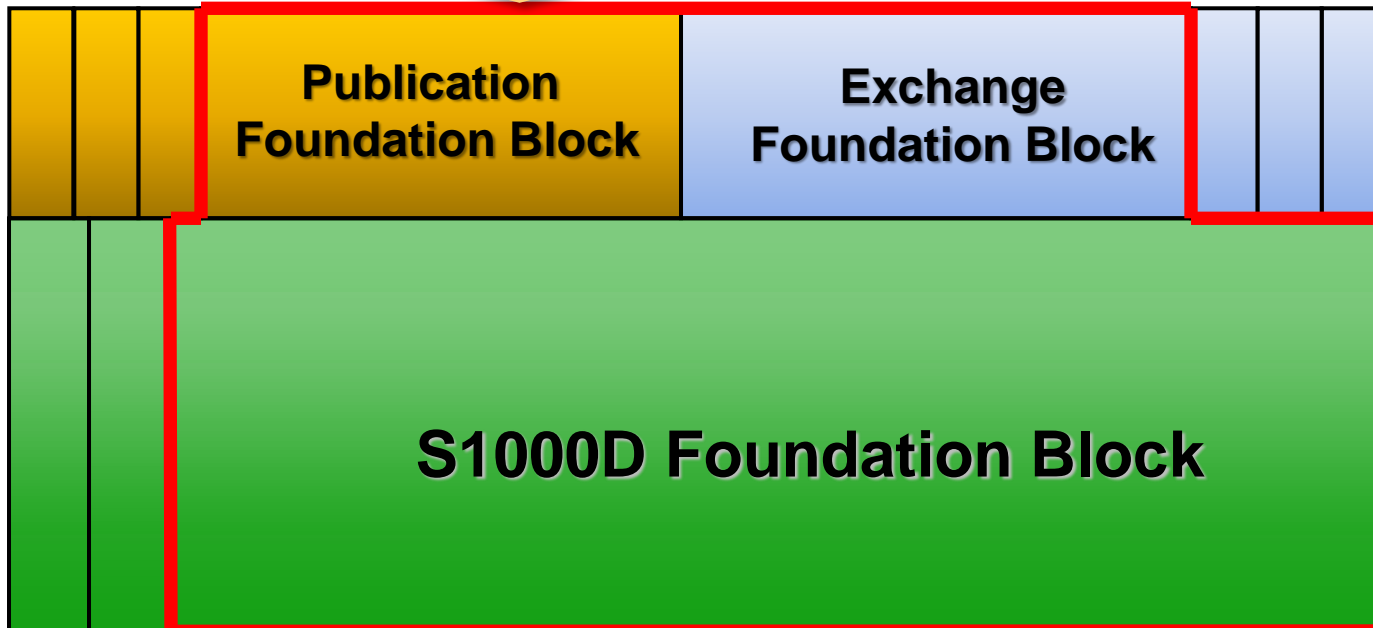 Publication
Foundation Block
Exchange
Foundation Block
S1000D Foundation Block